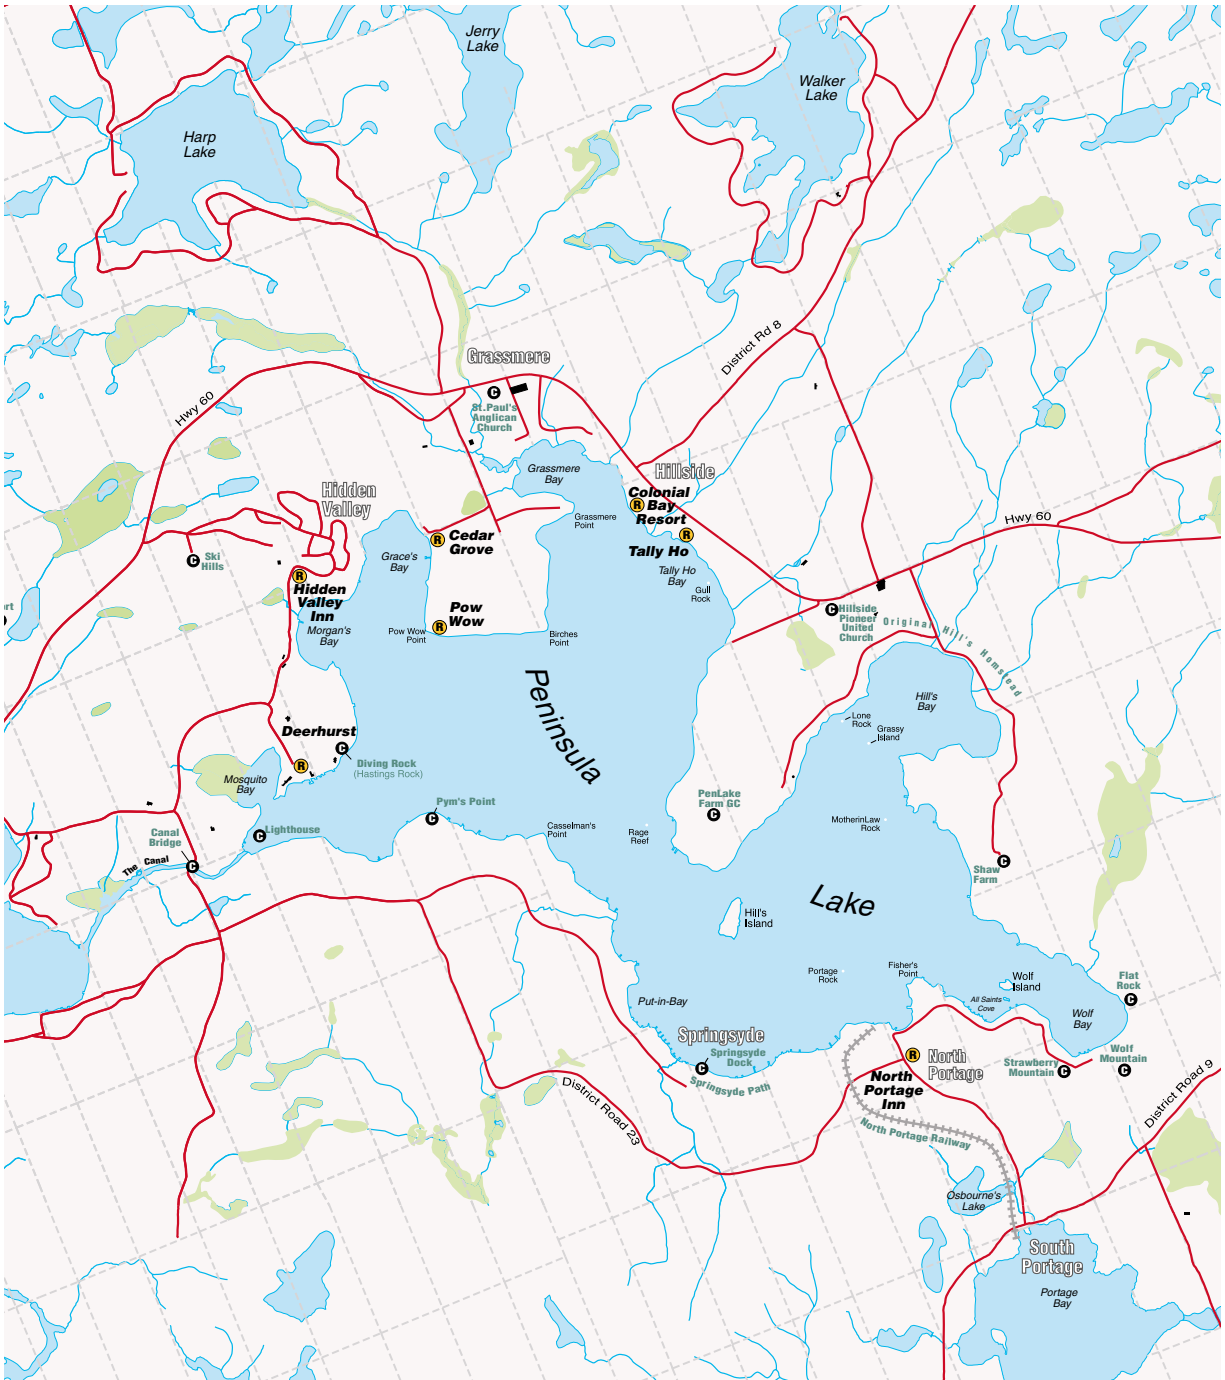 Jerry
Lake
Walker
Lake
Harp
Lake
District Rd 8
Grassmere
Hwy 60
C
St.Paul's
Anglican
Church
Grassmere
Bay
Hillside
Hidden
Valley
Colonial
Bay
Resort
R
Grassmere
Point
Hwy 60
R
Cedar
Grove
R
Tally Ho
Grace's
Bay
C
Ski
Hills
Tally Ho
Bay
Gull
Rock
R
Hidden
Valley
Inn
ort
C
Hillside
Pioneer
United
Church
Original Hill's Homstead
Pow
Wow
R
Pow Wow
Point
Birches
Point
Morgan's
Bay
Peninsula
Hill's
Bay
Lone
Rock
Grassy
Island
Deerhurst
C
R
Diving Rock
(Hastings Rock)
Mosquito
Bay
PenLake
Farm GC
C
Pym's Point
C
Casselman's
Point
Rage
Reef
MotherinLaw
Rock
Canal
Bridge
C
Lighthouse
C
The Canal
C
Shaw
Farm
Lake
Hill's
Island
Portage
Rock
Fisher's
Point
Wolf
Island
Flat
Rock
C
All Saints
Cove
Put-in-Bay
Wolf
Bay
Springsyde
Springsyde
Dock
C
Springsyde Path
R
North
Portage
North
Portage
Inn
Strawberry
Mountain
C
Wolf
Mountain
C
District Road 9
District Road 23
North Portage Railway
Osbourne's
Lake
South
Portage
Portage
Bay